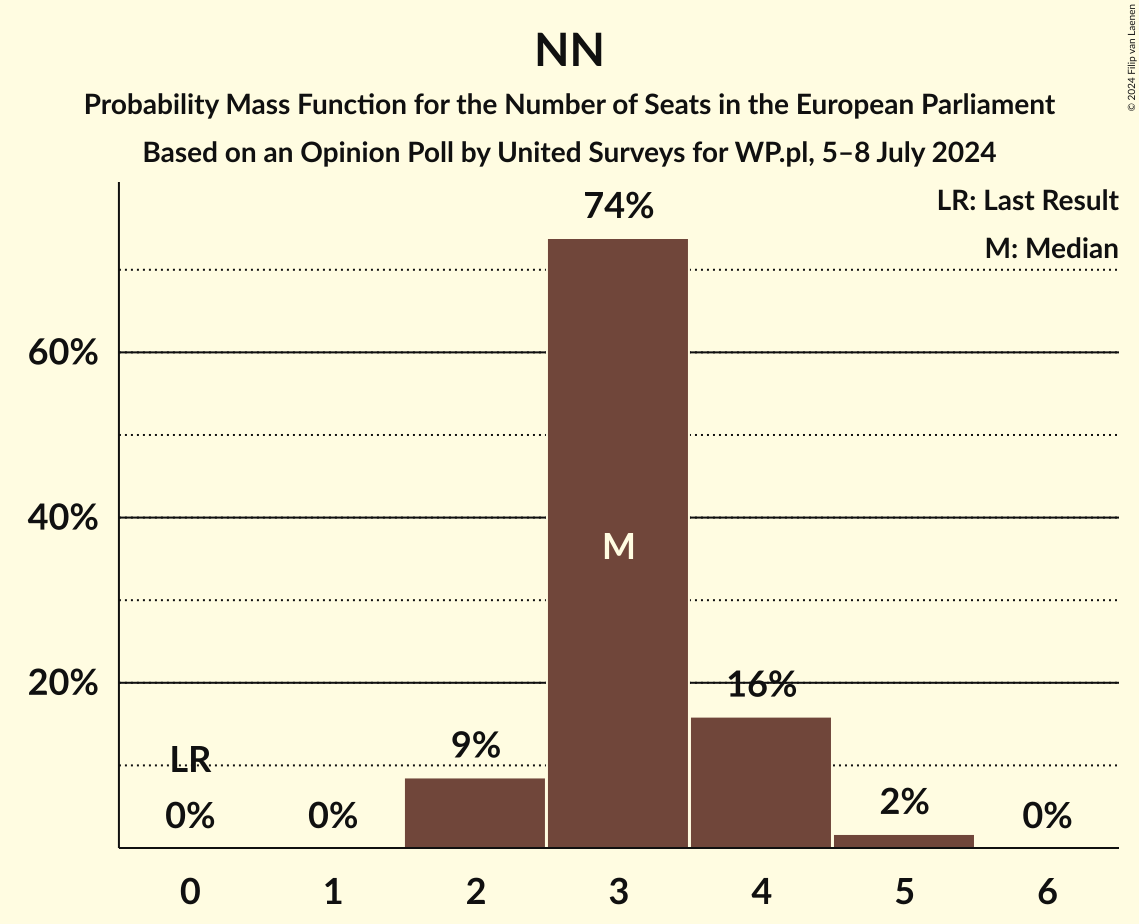 NN
Probability Mass Function for the Number of Seats in the European Parliament
Based on an Opinion Poll by United Surveys for WP.pl, 5–8 July 2024
© 2024 Filip van Laenen
LR: Last Result
M: Median
74%
60%
40%
M
20%
16%
9%
LR
2%
0%
0%
0%
0
1
2
3
4
5
6